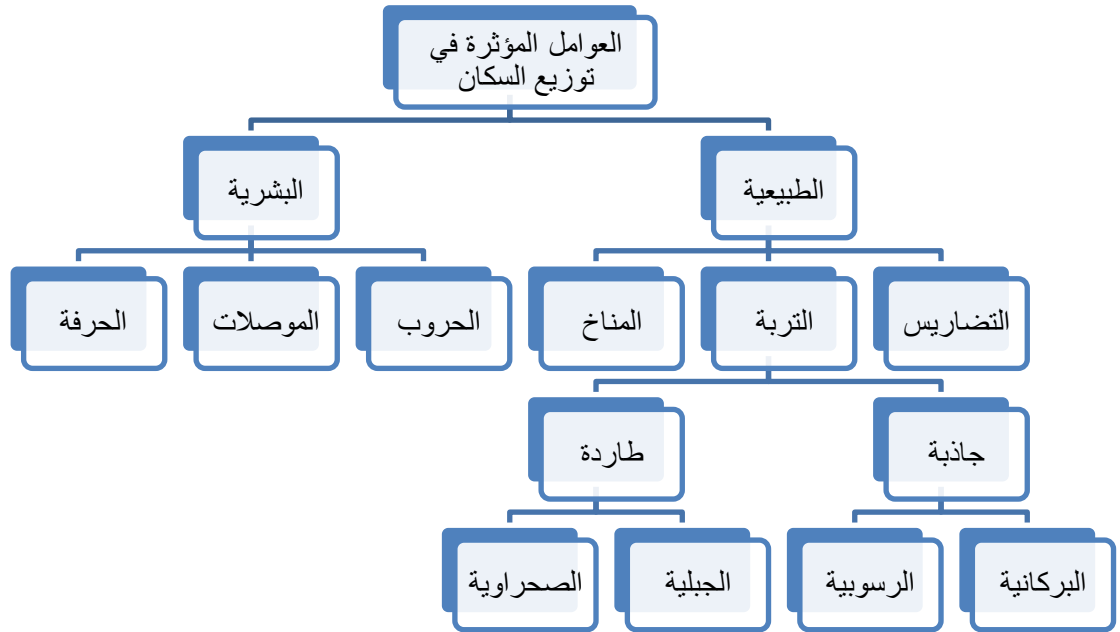 العوامل المؤثرة في
توزيع السكان
الطبيعية
البشرية
التضاريس
التربة
المناخ
الحروب
الموصلات
الحرفة
جاذبة
طاردة
البركانية
الرسوبية
الجبلية
الصحراوية